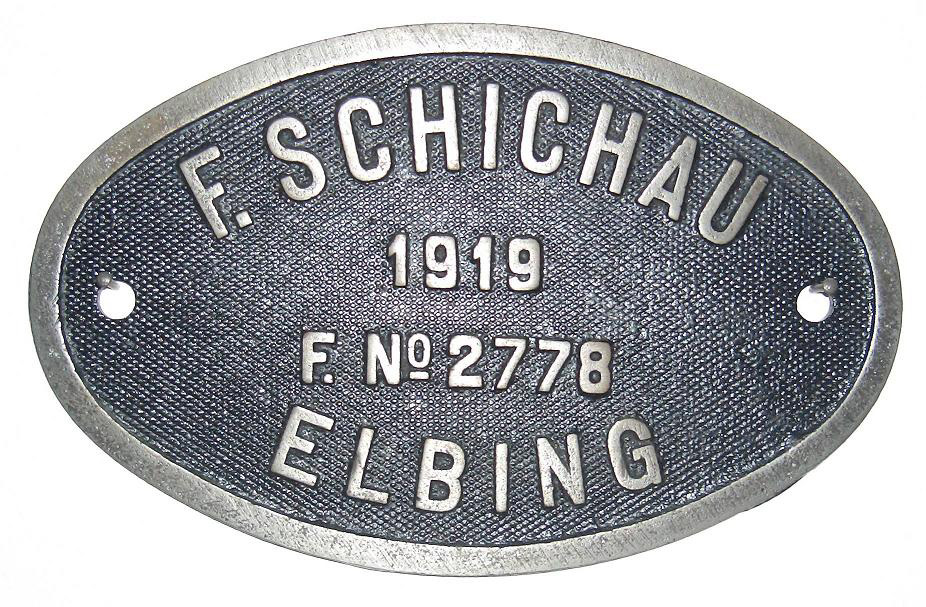 F. SCHICHAU
1919
F. Nº 2778
ELBING